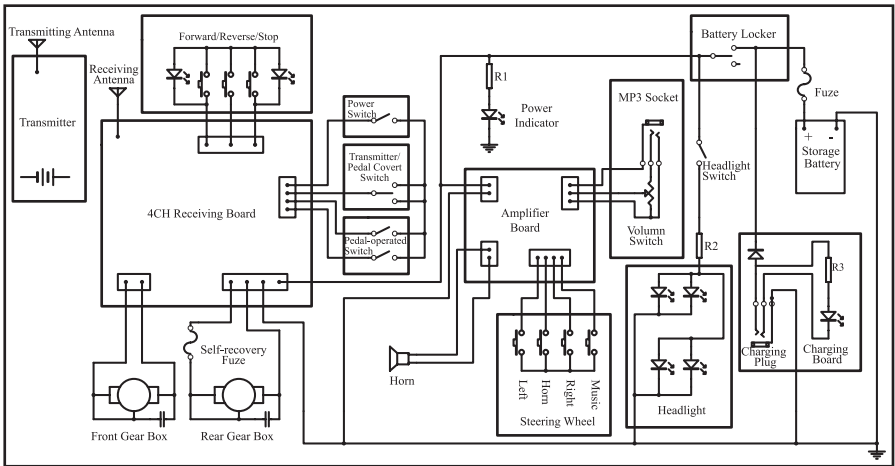 Transmitting Antenna
Forward/Reverse/Stop
Battery Locker
Receiving
Antenna
R1
MP3 Socket
Fuze
Power
Switch
Power
Indicator
Transmitter
+ -
Storage
Battery
Transmitter/
Pedal Covert
Switch
Headlight
Switch
4CH Receiving Board
Amplifier
Board
Pedal-operated
Switch
Volumn
Switch
R2
R3
Self-recovery
Fuze
Charging
Plug
Charging
Board
Horn
Left
Horn
Right
Music
Headlight
Steering Wheel
Front Gear Box
Rear Gear Box